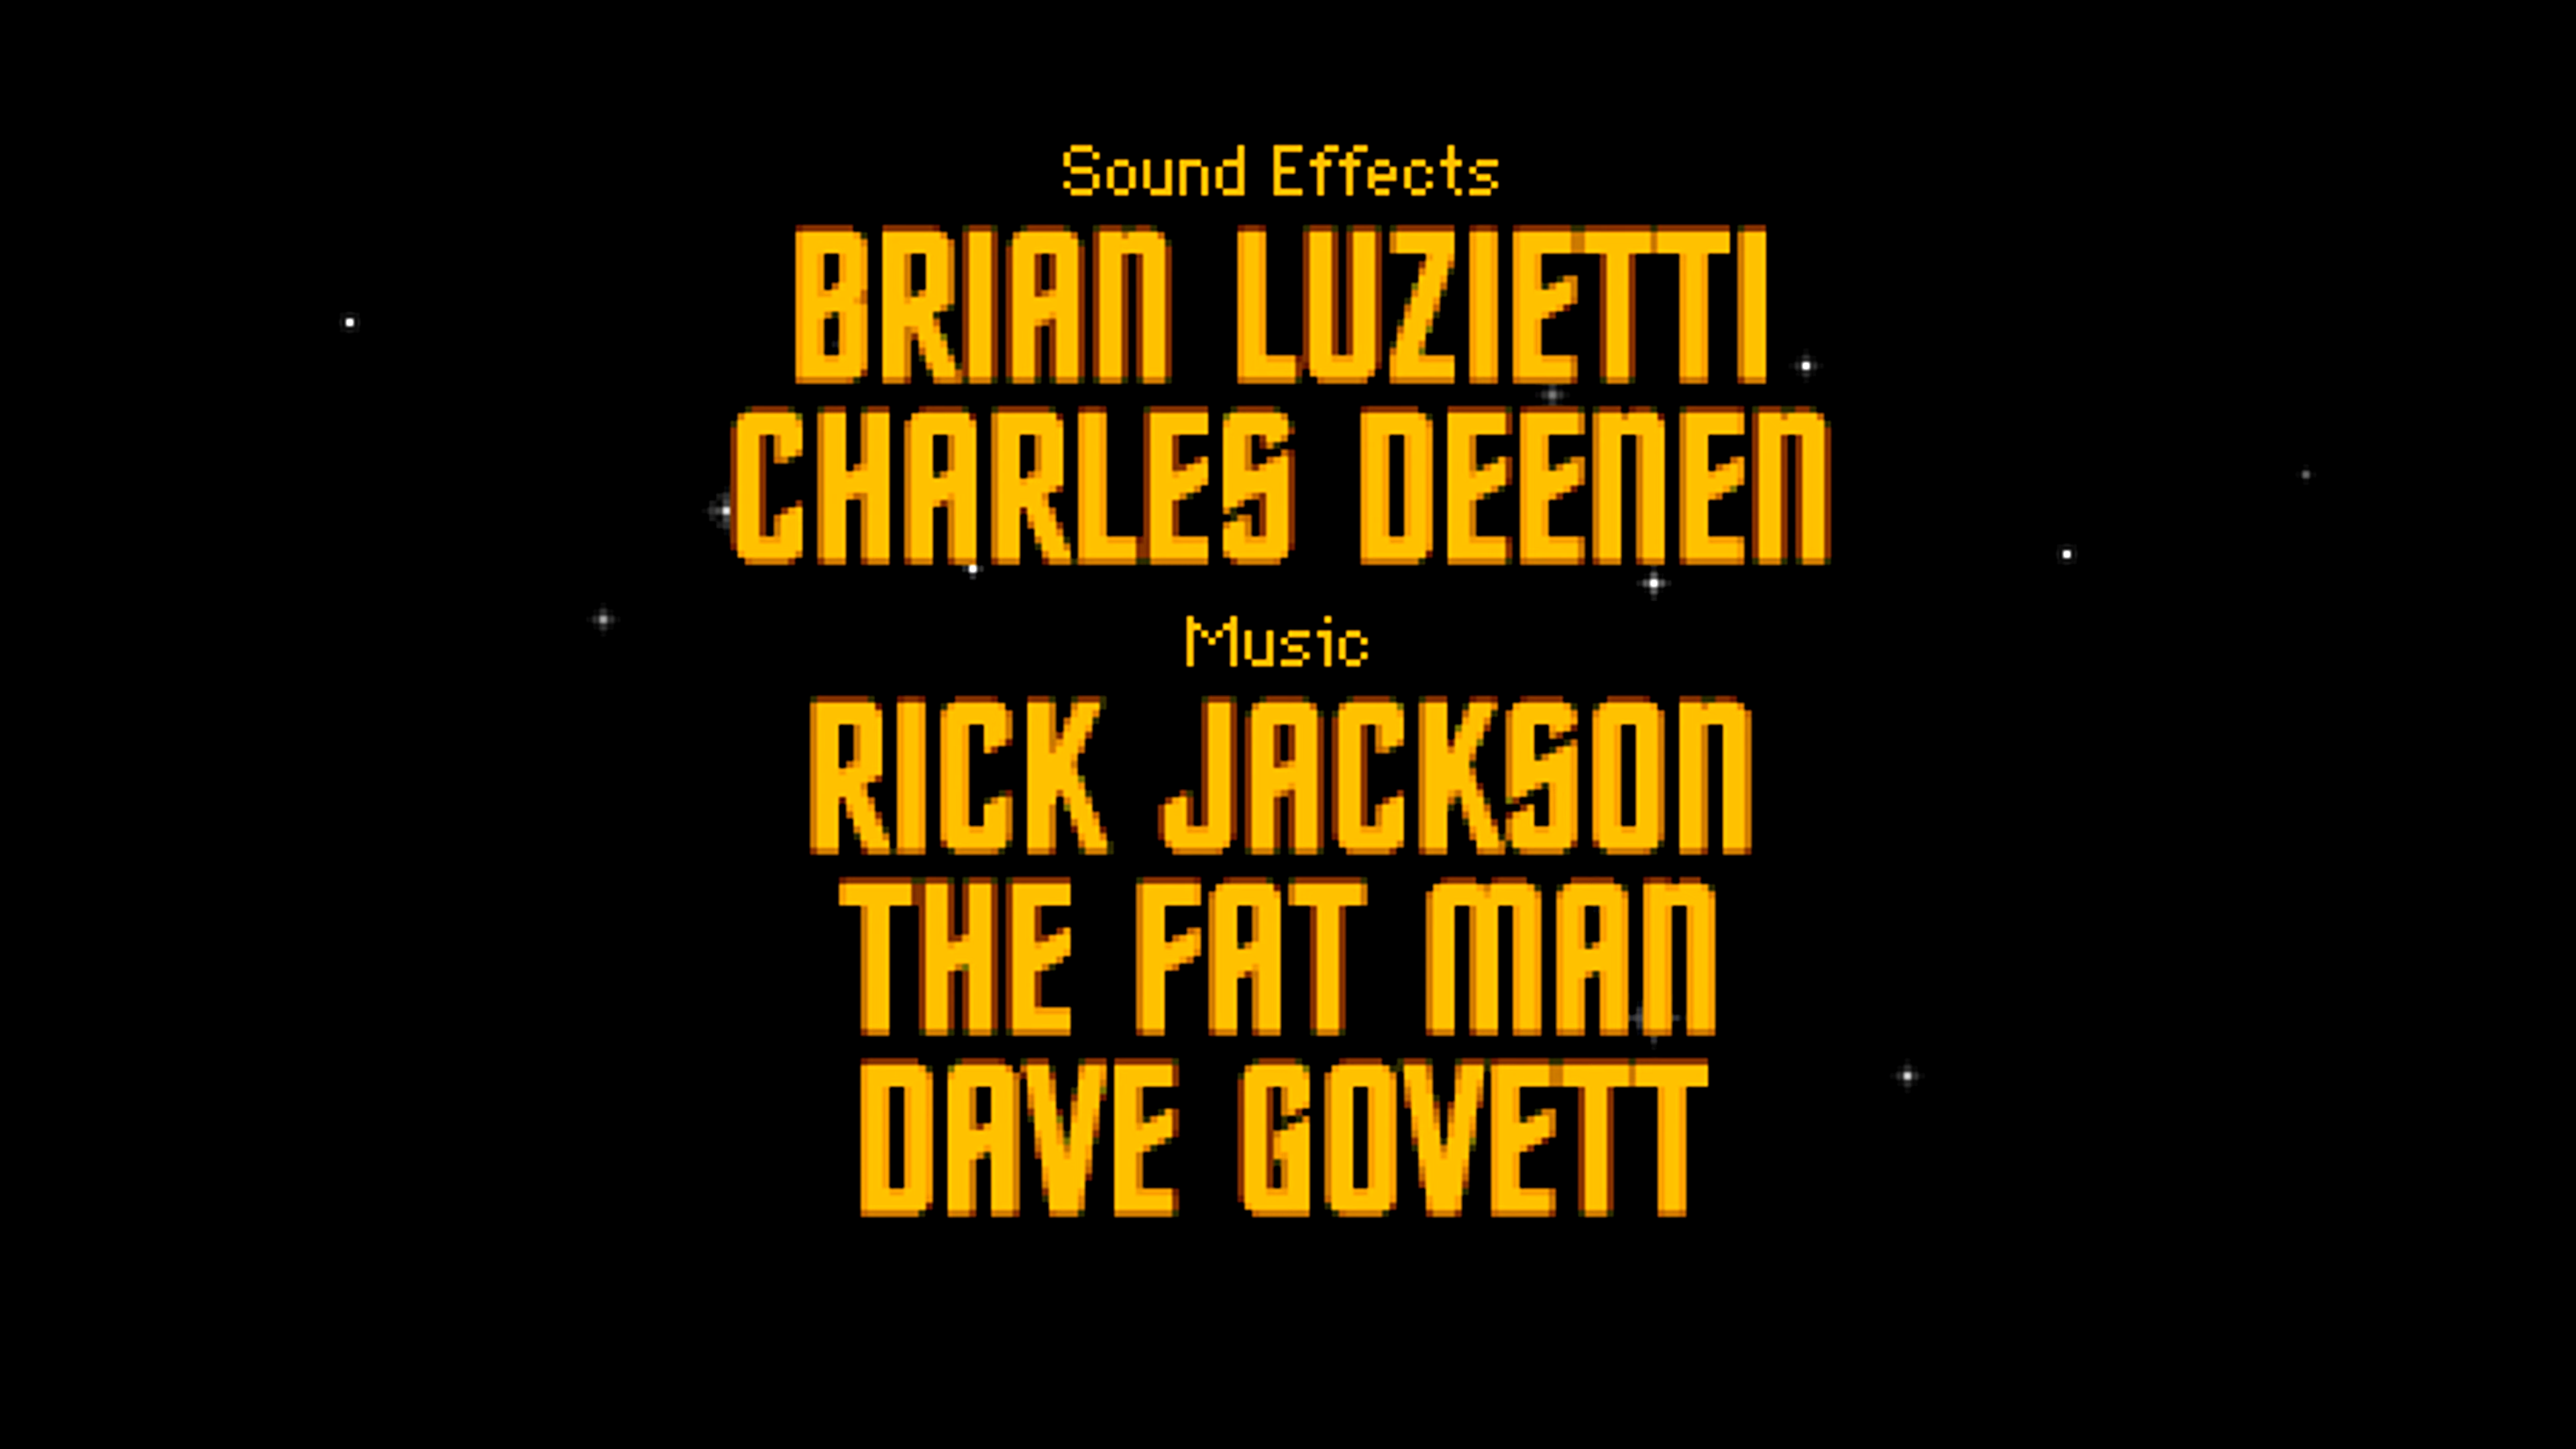 Sound Effects
BRIAN LUZIETTI
CHARLES DEENEN
Music
RICK JACKSON
THE FAT MAN
DAVE GOVETT